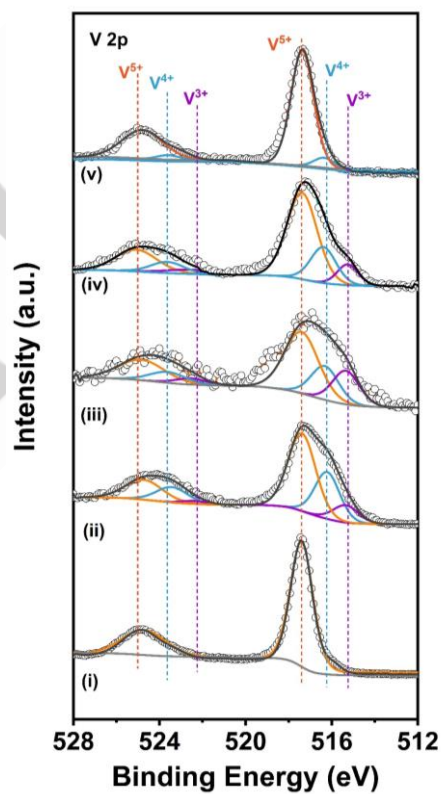 V 2p
V⁵⁺ V⁴⁺ V³⁺ V⁵⁺ V⁴⁺ V³⁺
(v)
(iv)
(iii)
(ii)
(i)
Intensity (a.u.)
528 524 520 516 512
Binding Energy (eV)